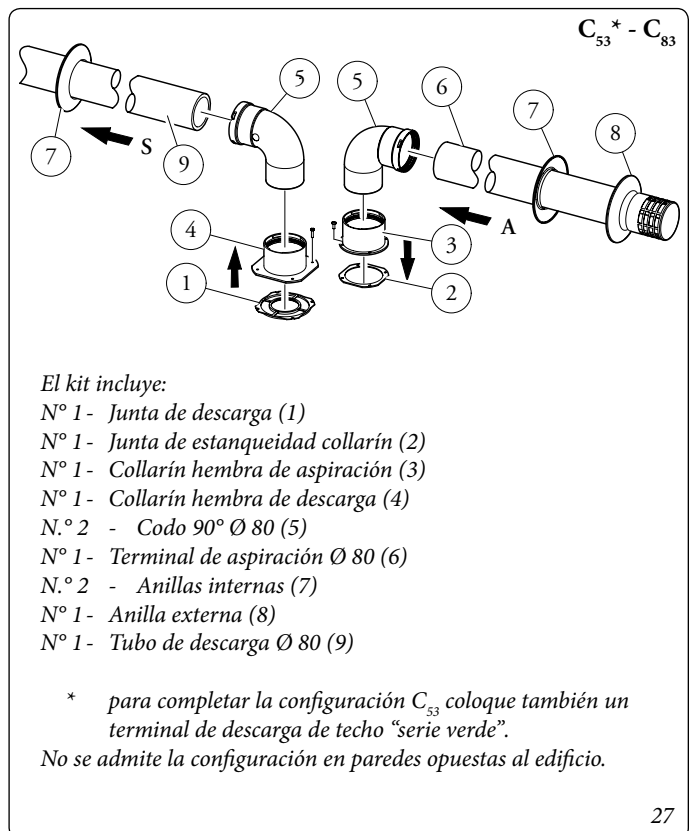 C53* - C83
5
5
6
7
8
7
9
S
A
4
3
1
2
El kit incluye:
N° 1 - Junta de descarga (1)
N° 1 - Junta de estanqueidad collarín (2)
N° 1 - Collarín hembra de aspiración (3)
N° 1 - Collarín hembra de descarga (4)
N.° 2 - Codo 90° Ø 80 (5)
N° 1 - Terminal de aspiración Ø 80 (6)
N.° 2 - Anillas internas (7)
N° 1 - Anilla externa (8)
N° 1 - Tubo de descarga Ø 80 (9)
* para completar la configuración C53 coloque también un
terminal de descarga de techo “serie verde”.
No se admite la configuración en paredes opuestas al edificio.
27